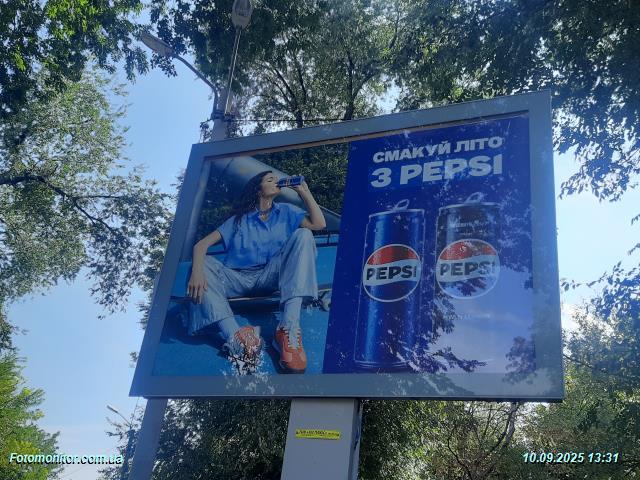 СМАКУЙ ЛІТО
З PEPSI
PEPSI
PEPSI
Fotomonitor.com.ua
10.09.2025 13:31